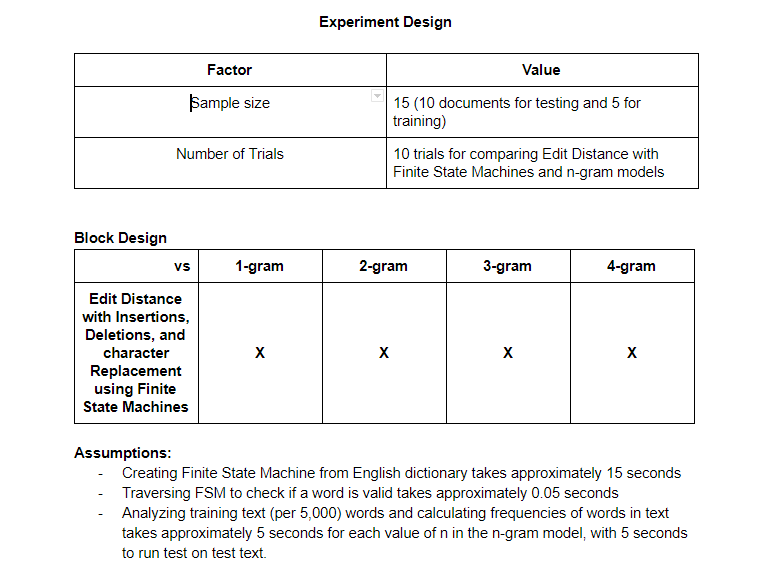 Experiment Design
Factor Value
Sample size 15 (10 documents for testing and 5 for
training)
Number of Trials 10 trials for comparing Edit Distance with
Finite State Machines and n-gram models
Block Design
vs 1-gram 2-gram 3-gram 4-gram
Edit Distance
with Insertions,
Deletions, and
character
Replacement
using Finite
State Machines
X X X X
Assumptions:
- Creating Finite State Machine from English dictionary takes approximately 15 seconds
- Traversing FSM to check if a word is valid takes approximately 0.05 seconds
- Analyzing training text (per 5,000) words and calculating frequencies of words in text
takes approximately 5 seconds for each value of n in the n-gram model, with 5 seconds
to run test on test text.